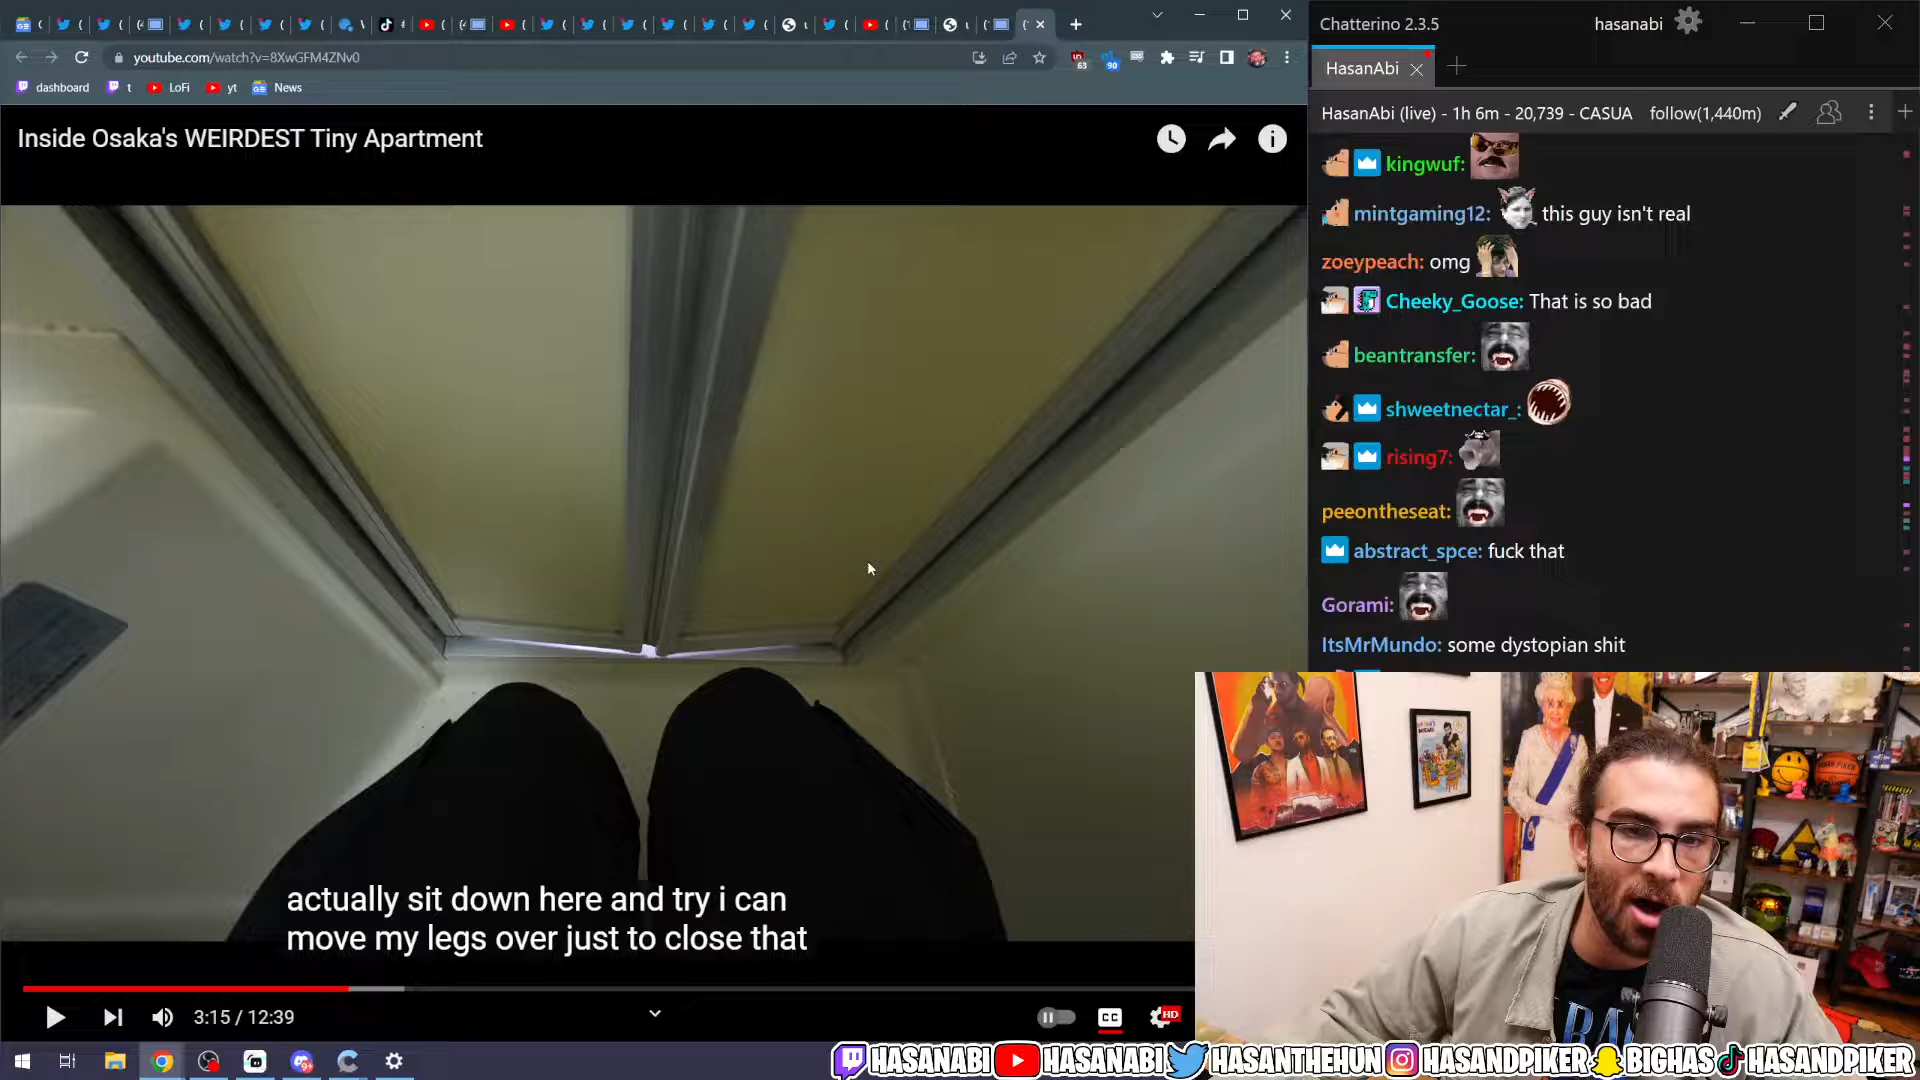 youtube.com/watch?v=8XwGFM4ZNv0
63
90
dashboard
t
LoFi
yt
News
Inside Osaka's WEIRDEST Tiny Apartment
actually sit down here and try i can
move my legs over just to close that
3:15 / 12:39
CC
HD
Chatterino 2.3.5
hasanabi
HasanAbi
HasanAbi (live) - 1h 6m - 20,739 - CASUA
follow(1,440m)
kingwuf:
mintgaming12: this guy isn't real
zoeypeach: omg
Cheeky_Goose: That is so bad
beantransfer:
shweetnectar_:
rising7:
peeontheseat:
abstract_spce: fuck that
Gorami:
ItsMrMundo: some dystopian shit
HASANABI HASANABI HASANTHEHUN HASANDPIKER BIGHAS HASANDPIKER